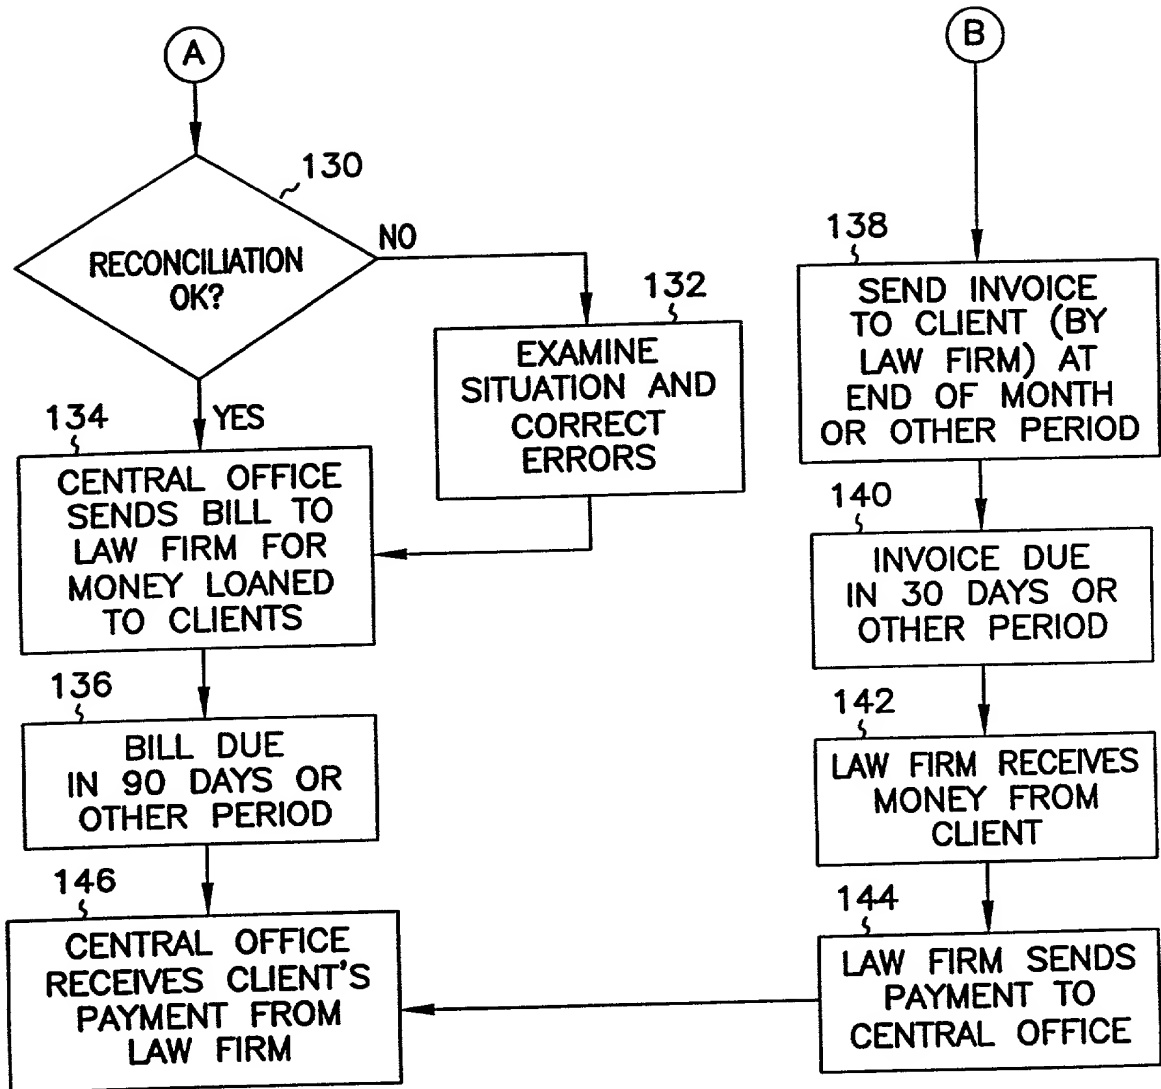 A
130
RECONCILIATION
OK?
NO
132
EXAMINE
SITUATION AND
CORRECT
ERRORS
YES
134
CENTRAL OFFICE
SENDS BILL TO
LAW FIRM FOR
MONEY LOANED
TO CLIENTS
136
BILL DUE
IN 90 DAYS OR
OTHER PERIOD
146
CENTRAL OFFICE
RECEIVES CLIENT'S
PAYMENT FROM
LAW FIRM
B
138
SEND INVOICE
TO CLIENT (BY
LAW FIRM) AT
END OF MONTH
OR OTHER PERIOD
140
INVOICE DUE
IN 30 DAYS OR
OTHER PERIOD
142
LAW FIRM RECEIVES
MONEY FROM
CLIENT
144
LAW FIRM SENDS
PAYMENT TO
CENTRAL OFFICE